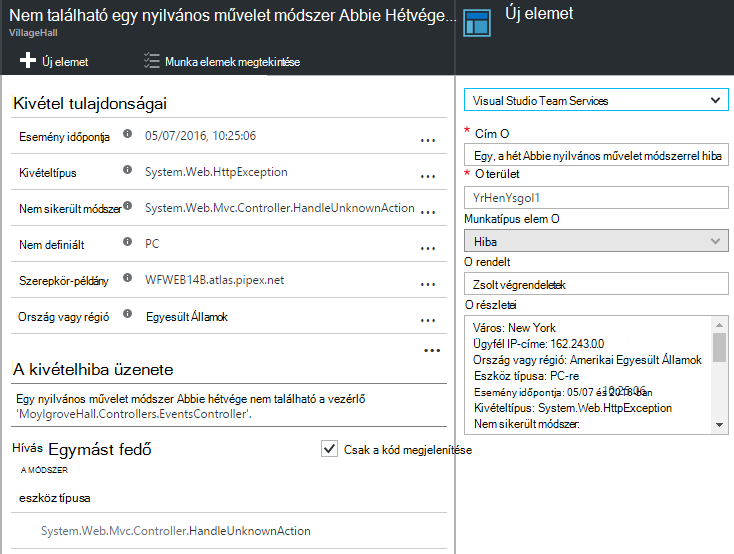 Nem található egy nyilvános művelet módszer Abbie Hétvége...
VillageHall
Új elemet
Munka elemek megtekintése
Kivétel tulajdonságai
Esemény időpontja 05/07/2016, 10:25:06 ...
Kivételtípus System.Web.HttpException ...
Nem sikerült módszer System.Web.Mvc.Controller.HandleUnknownAction ...
Nem definiált PC ...
Szerepkör-példány WFWEB14B.atlas.pipex.net ...
Ország vagy régió Egyesült Államok ...
...
A kivételhiba üzenete
Egy nyilvános művelet módszer Abbie hétvége nem található a vezérlő
'MoylgroveHall.Controllers.EventsController'.
Hívás Egymást fedő
Csak a kód megjelenítése
A MÓDSZER
eszköz típusa
System.Web.Mvc.Controller.HandleUnknownAction
Új elemet
Visual Studio Team Services
* Cím O
Egy, a hét Abbie nyilvános művelet módszerrel hiba
* O terület
YrHenYsgol1
Munkatípus elem O
Hiba
O rendelt
Zsolt végrendeletek
O részletei
Város: New York
Ügyfél IP-címe: 162.243.0.0
Ország vagy régió: Amerikai Egyesült Államok
Eszköz típusa: PC-re
Esemény időpontja: 05/07 és 2016-ban 10:25:06
Kivételtípus: System.Web.HttpException
Nem sikerült módszer: